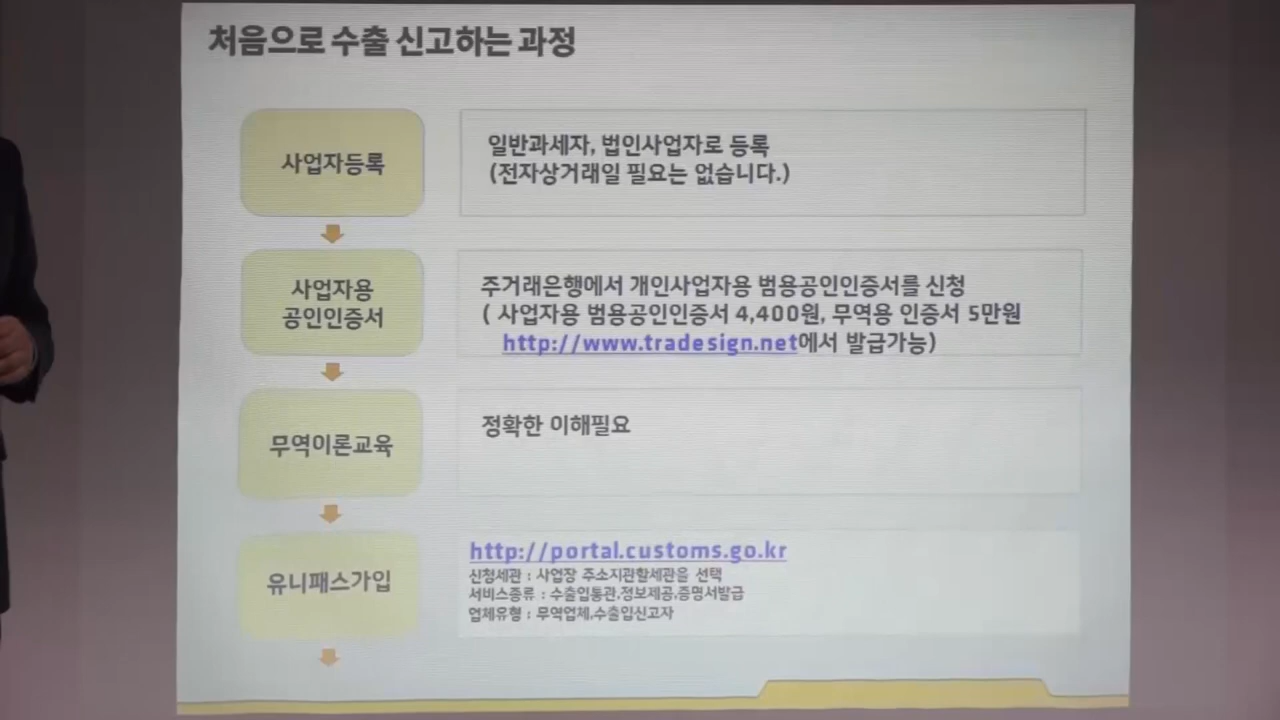 처음으로 수출 신고하는 과정
사업자등록
일반과세자, 법인사업자로 등록
(전자상거래일 필요는 없습니다.)
사업자용
공인인증서
주거래은행에서 개인사업자용 범용공인인증서를 신청
( 사업자용 범용공인인증서 4,400원, 무역용 인증서 5만원
http://www.tradesign.net에서 발급가능)
무역이론교육
정확한 이해필요
유니패스가입
http://portal.customs.go.kr
신청세관 : 사업장 주소지관할세관을 선택
서비스종류 : 수출입통관,정보제공,증명서발급
업체유형 : 무역업체,수출입신고자